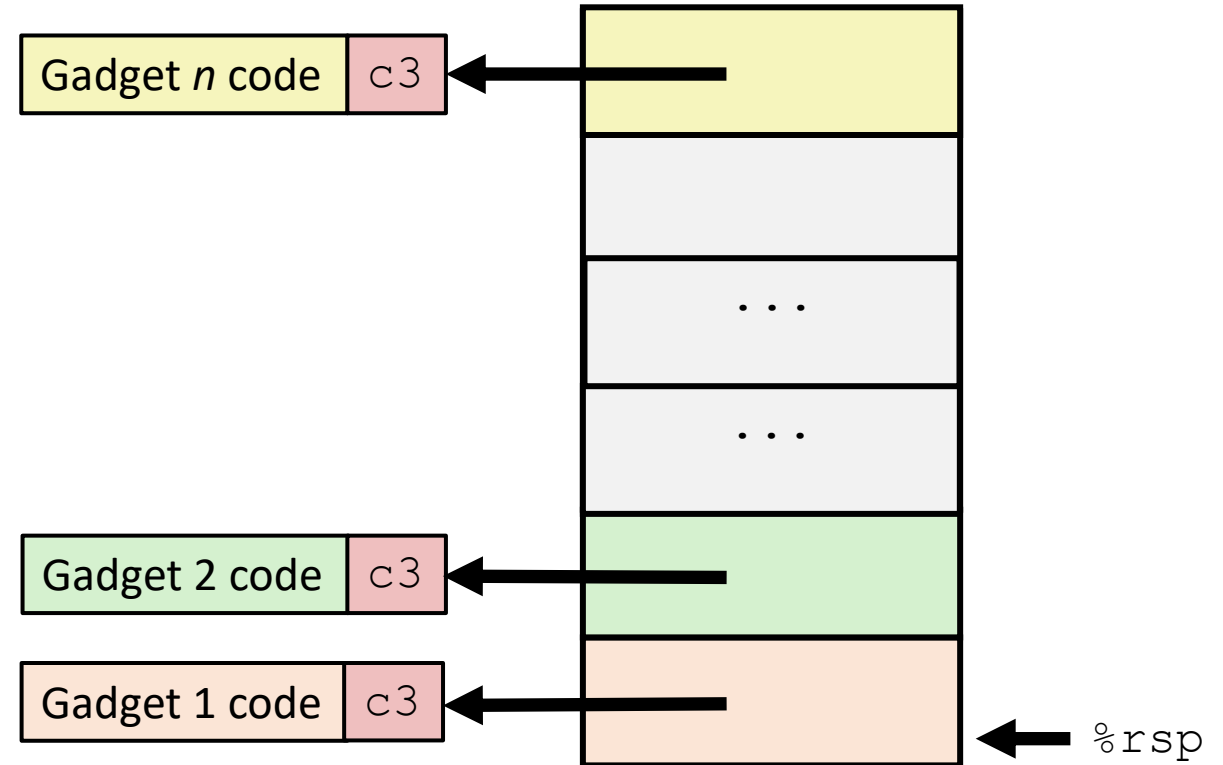 Gadget n code c3
. . .
. . .
Gadget 2 code c3
Gadget 1 code c3
%rsp